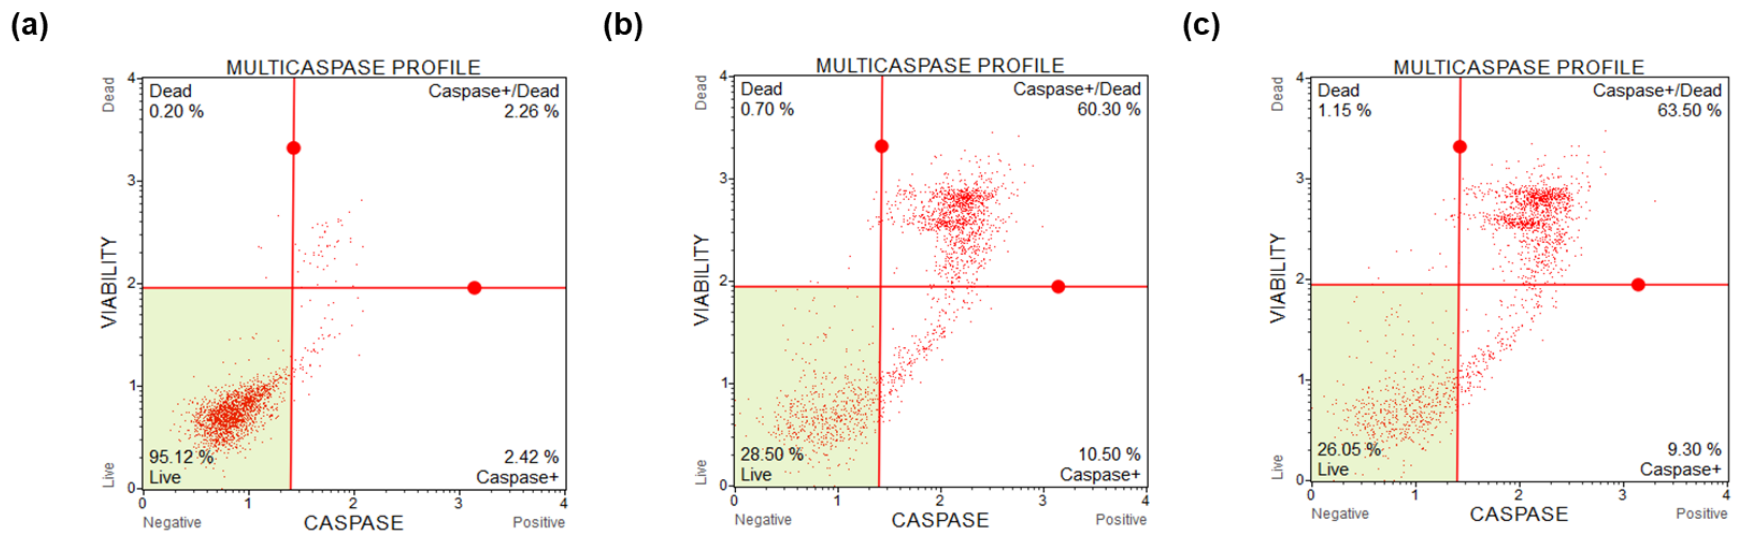 (a)
MULTICASPASE PROFILE
Dead
4
Dead
0.20 %
Caspase+/Dead
2.26 %
3
VIABILITY
2
1
95.12 %
Live
2.42 %
Caspase+
Live
0
0 1 2 3 4
Negative
CASPASE
Positive
(b)
MULTICASPASE PROFILE
Dead
4
Dead
0.70 %
Caspase+/Dead
60.30 %
3
VIABILITY
2
1
28.50 %
Live
10.50 %
Caspase+
Live
0
0 1 2 3 4
Negative
CASPASE
Positive
(c)
MULTICASPASE PROFILE
Dead
4
Dead
1.15 %
Caspase+/Dead
63.50 %
3
VIABILITY
2
1
26.05 %
Live
9.30 %
Caspase+
Live
0
0 1 2 3 4
Negative
CASPASE
Positive